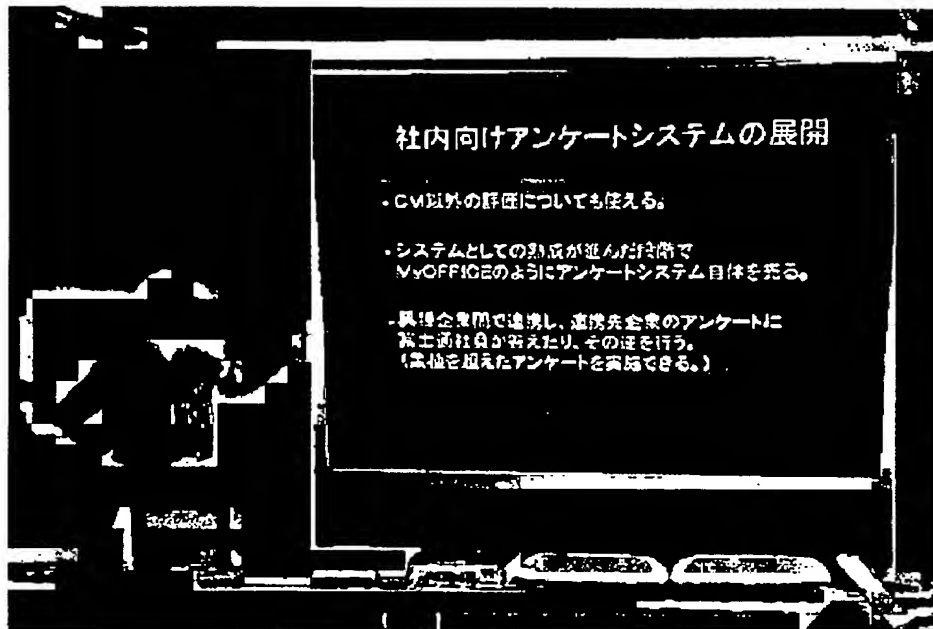 社内向けアンケートシステムの展開
・CM以外の評価についても使える。
・システムとしての熟成が進んだ段階で
MyOFFICEのようにアンケートシステム自体を売る。
・異種企業間で連携し、連携先企業のアンケートに
富士通社員が答えたり、その逆を行う。
（業種を超えたアンケートを実施できる。）